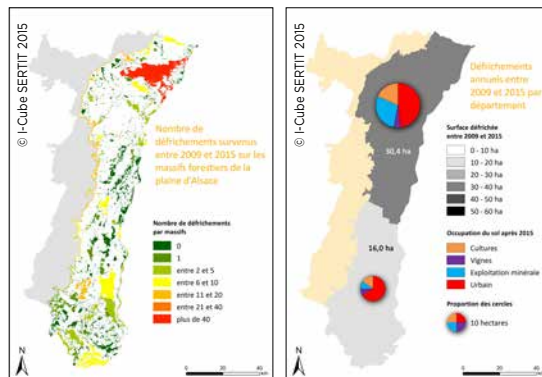 © I-Cube SERTIT 2015
Nombre de
défrichements survenus
entre 2009 et 2015 sur les
massifs forestiers de la
plaine d'Alsace
Nombre de défrichements
par massifs
0
1
entre 2 et 5
entre 6 et 10
entre 11 et 20
entre 21 et 40
plus de 40
N
0 20 40
© I-Cube SERTIT 2015
Défrichements
annuels entre
2009 et 2015 par
département
Surface défrichée
entre 2009 et 2015
0 - 10 ha
10 - 20 ha
20 - 30 ha
30 - 40 ha
40 - 50 ha
50 - 60 ha
30,4 ha
16,0 ha
Occupation du sol après 2015
Cultures
Vignes
Exploitation minérale
Urbain
Proportion des cercles
10 hectares
N
0 20 40